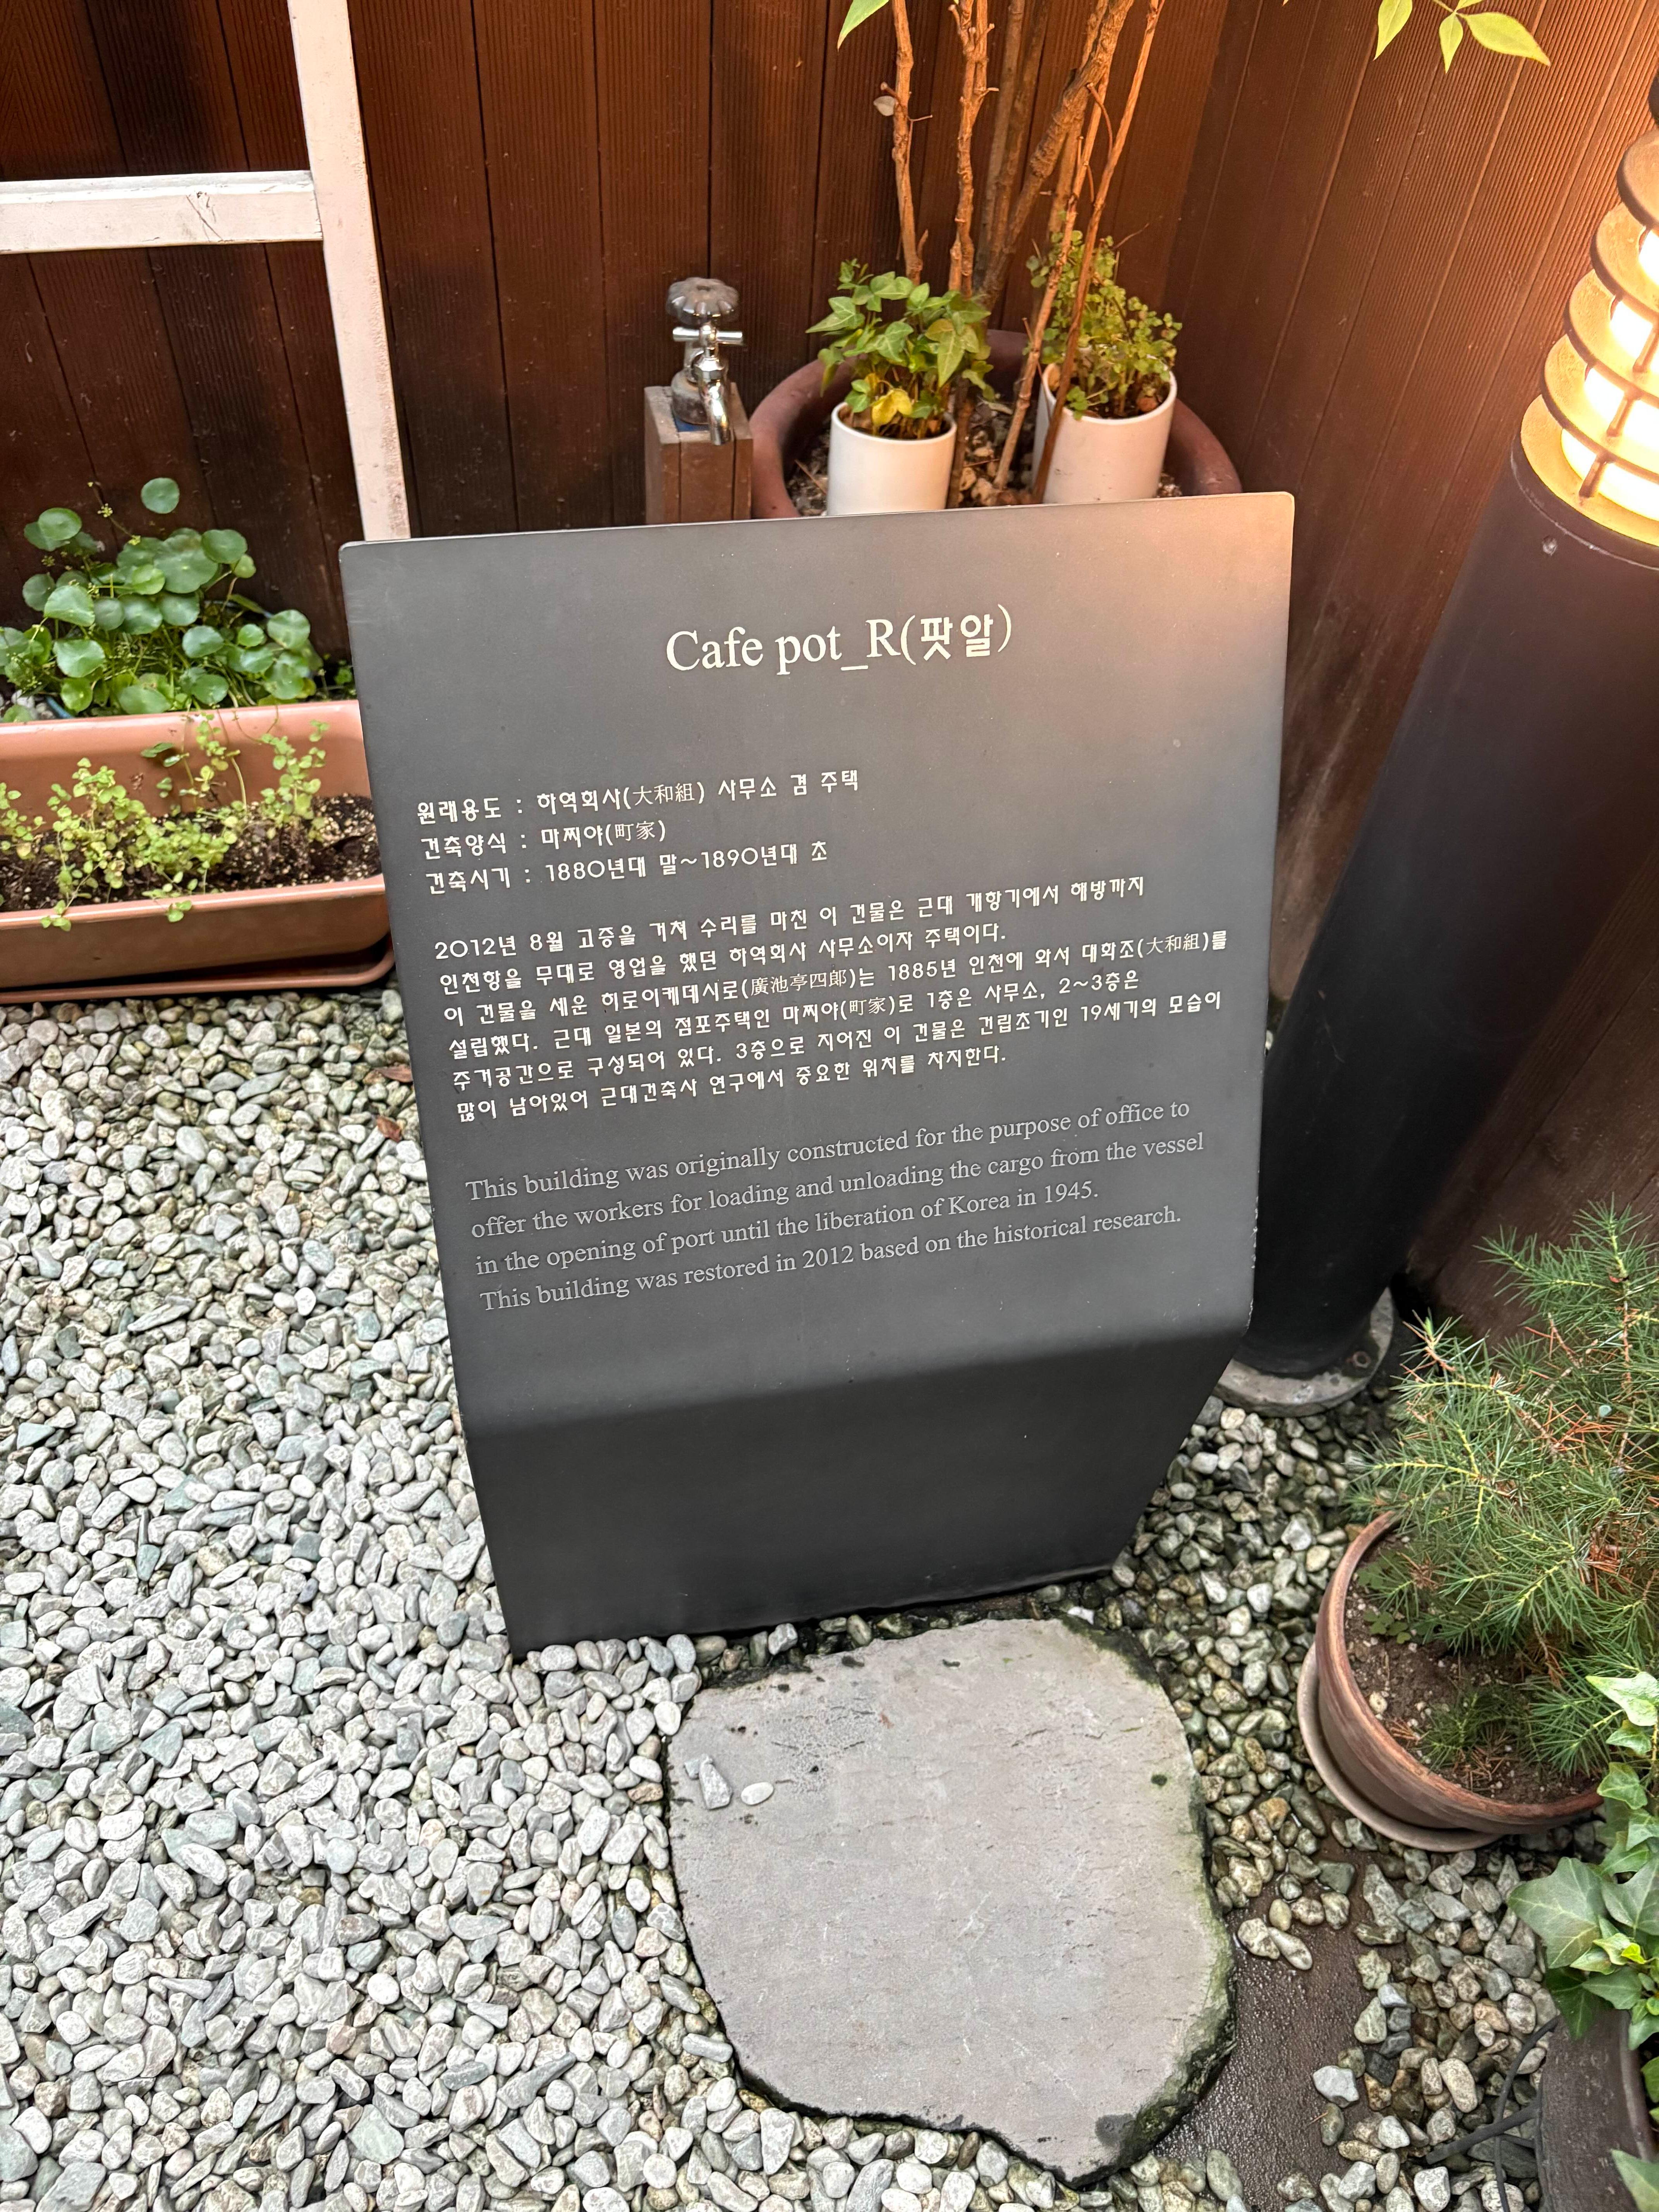 Cafe pot_R(팟알)
원래용도 : 하역회사(大和組) 사무소 겸 주택
건축양식 : 마찌야(町家)
건축시기 : 1880년대 말~1890년대 초
2012년 8월 고증을 거쳐 수리를 마친 이 건물은 근대 개항기에서 해방까지
인천항을 무대로 영업을 했던 하역회사 사무소이자 주택이다.
이 건물을 세운 히로이케데시로(廣池亭四郎)는 1885년 인천에 와서 대화조(大和組)를
설립했다. 근대 일본의 점포주택인 마찌야(町家)로 1층은 사무소, 2~3층은
주거공간으로 구성되어 있다. 3층으로 지어진 이 건물은 건립초기인 19세기의 모습이
많이 남아있어 근대건축사 연구에서 중요한 위치를 차지한다.
This building was originally constructed for the purpose of office to
offer the workers for loading and unloading the cargo from the vessel
in the opening of port until the liberation of Korea in 1945.
This building was restored in 2012 based on the historical research.